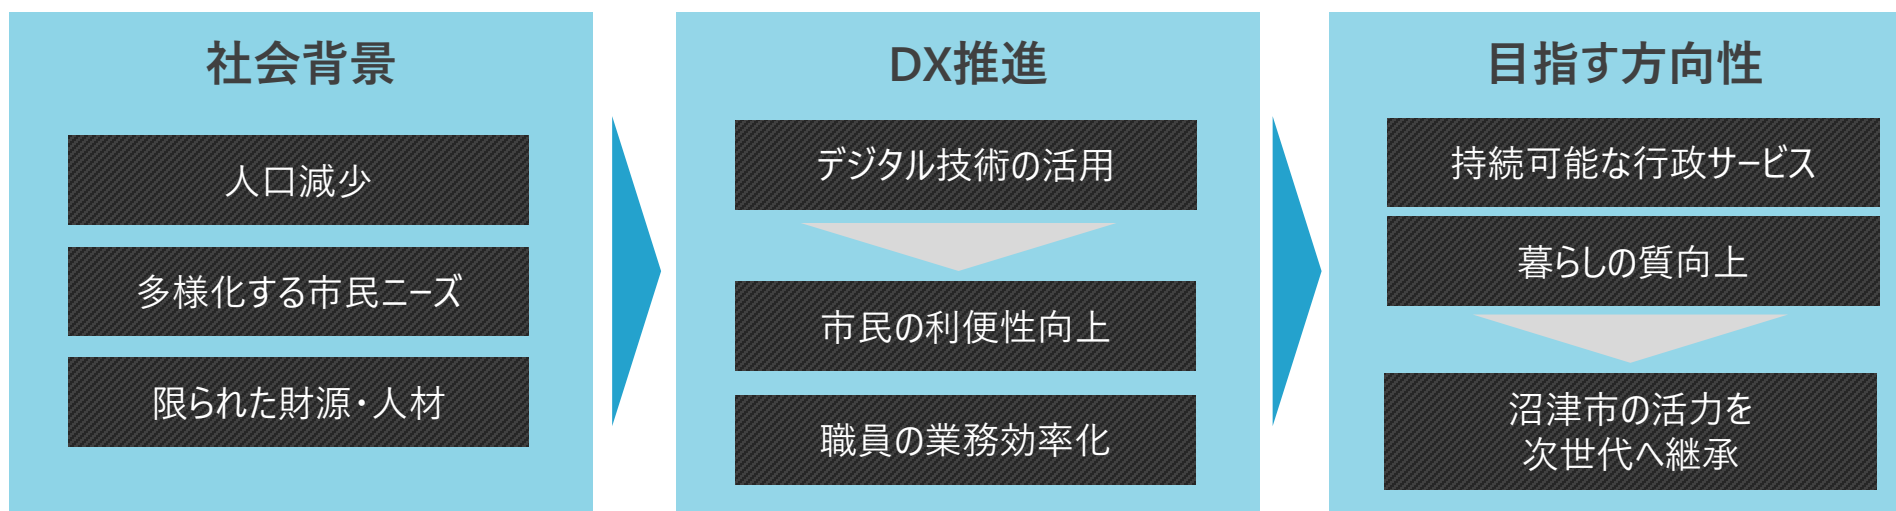 社会背景
人口減少
多様化する市民ニーズ
限られた財源・人材
DX推進
デジタル技術の活用
市民の利便性向上
職員の業務効率化
目指す方向性
持続可能な行政サービス
暮らしの質向上
沼津市の活力を
次世代へ継承